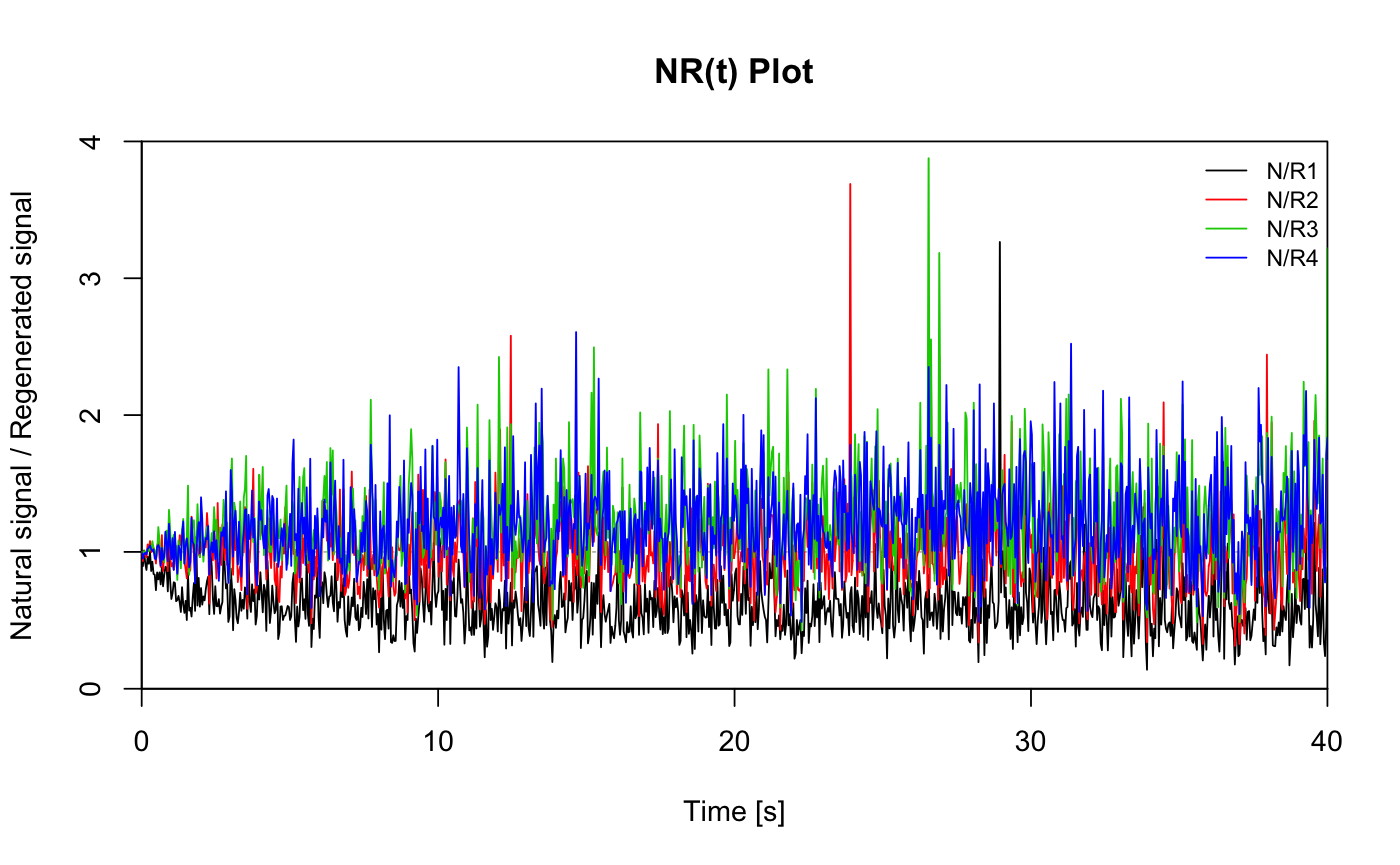 NR(t) Plot
Natural signal / Regenerated signal
4
3
2
1
0
N/R1
N/R2
N/R3
N/R4
0 10 20 30 40
Time [s]